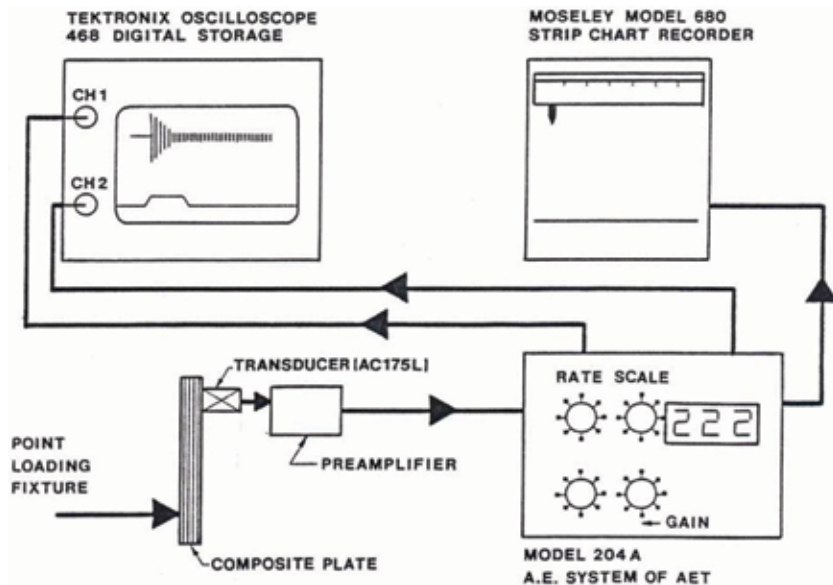 TEKTRONIX OSCILLOSCOPE
468 DIGITAL STORAGE
MOSELEY MODEL 680
STRIP CHART RECORDER
CH1
CH2
TRANSDUCER [AC175L]
RATE SCALE
222
POINT
LOADING
FIXTURE
PREAMPLIFIER
GAIN
COMPOSITE PLATE
MODEL 204A
A.E. SYSTEM OF AET